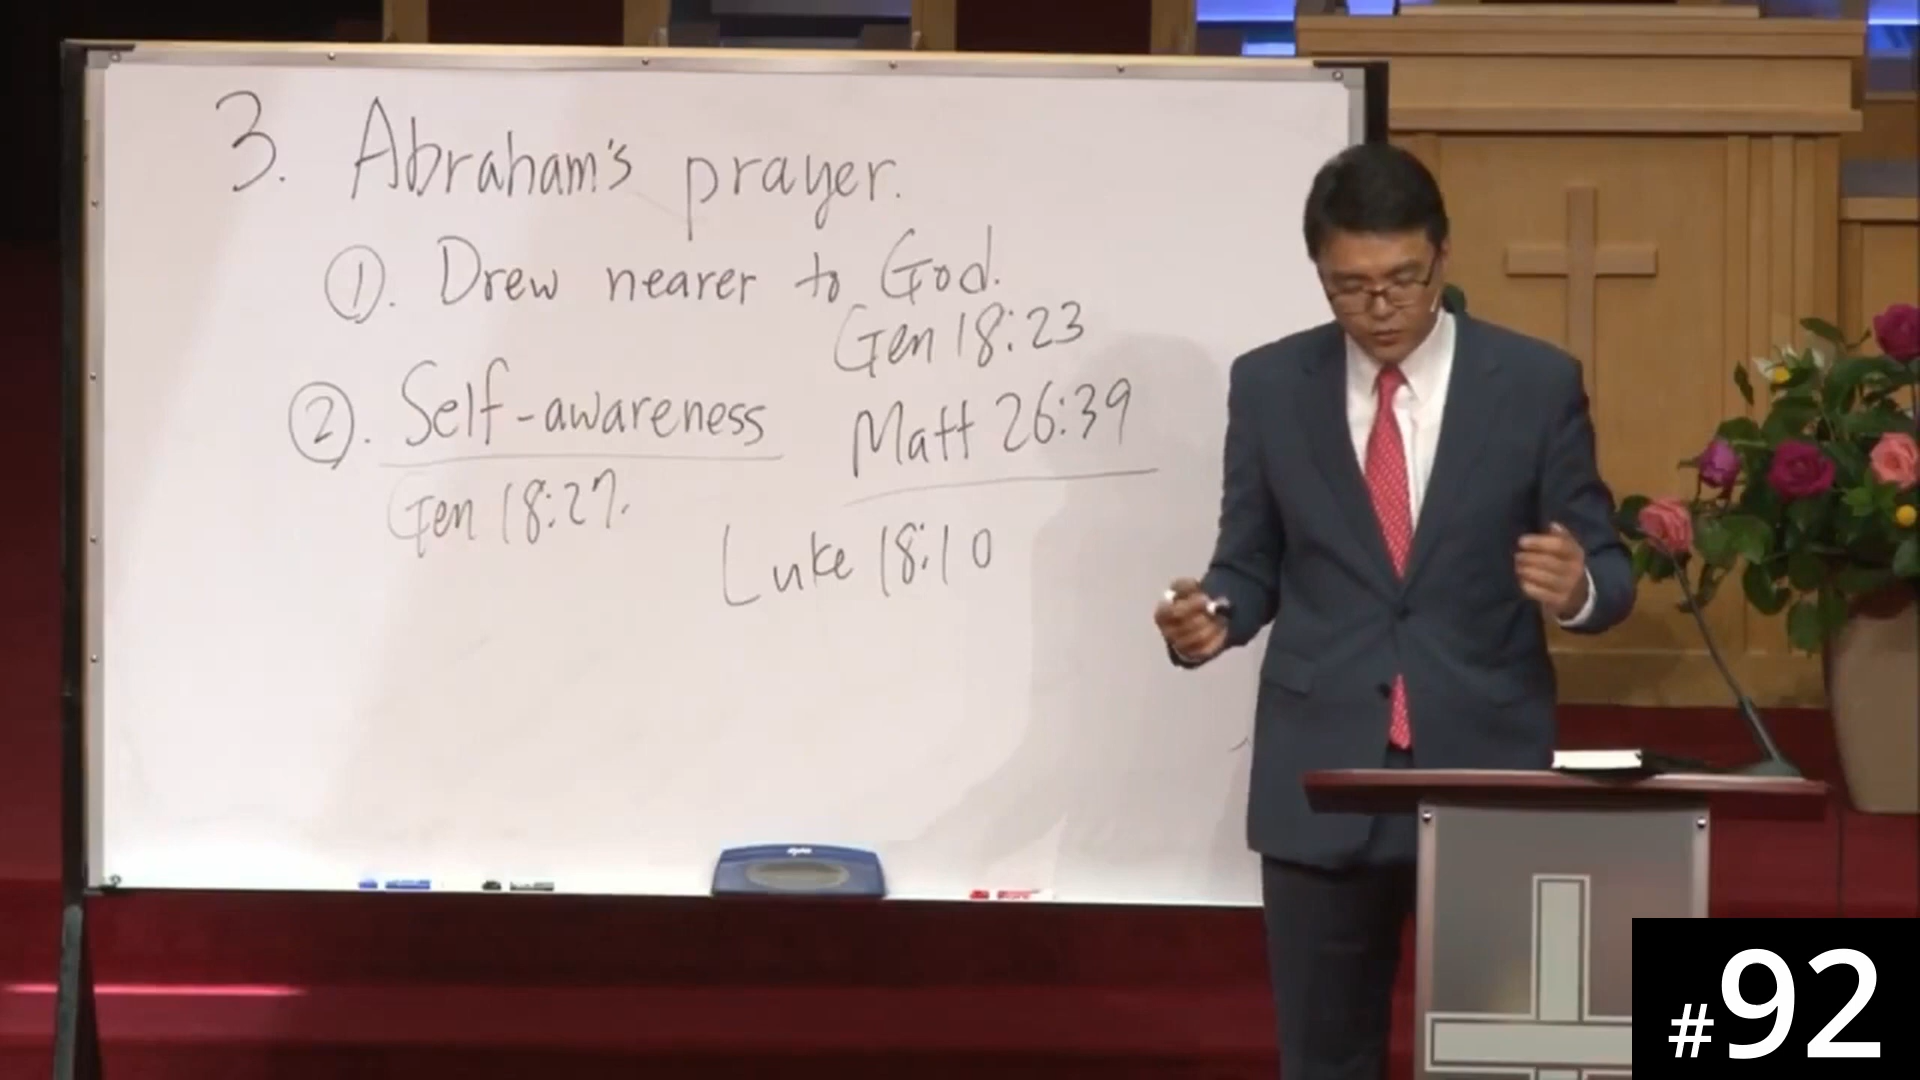 3. Abraham's prayer.
①. Drew nearer to God.
Gen 18:23
②. Self-awareness
Matt 26:39
Gen 18:27.
Luke 18:10
#92